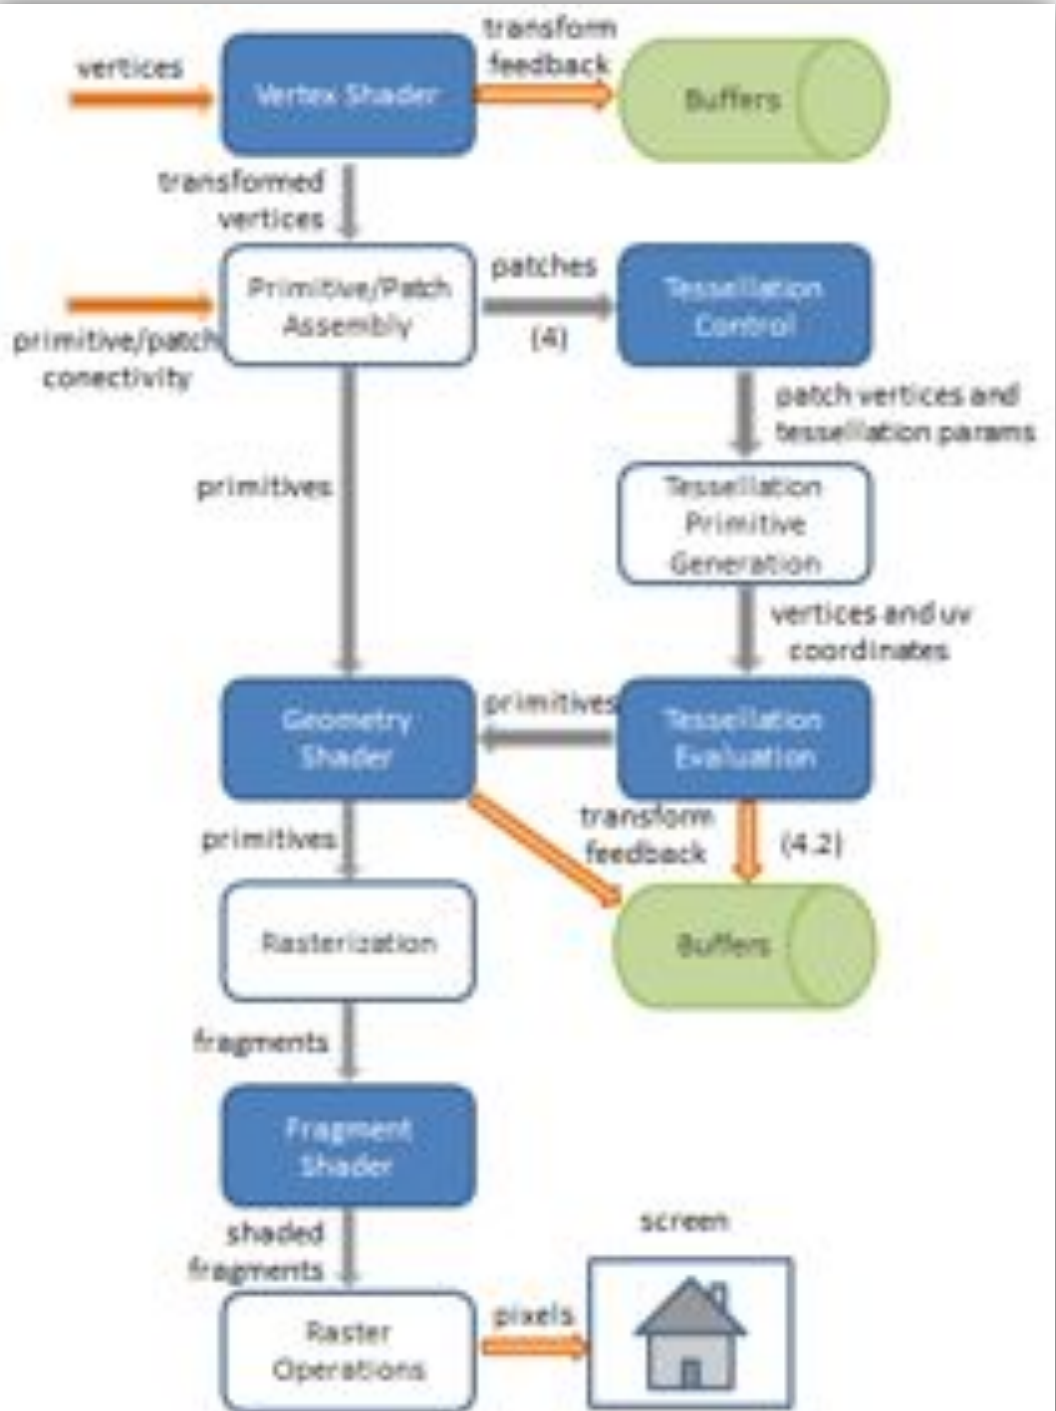 vertices
Vertex Shader
transform
feedback
Buffers
transformed
vertices
primitive/patch
conectivity
Primitive/Patch
Assembly
patches
(4)
Tessellation
Control
patch vertices and
tessellation params
primitives
Tessellation
Primitive
Generation
vertices and uv
coordinates
Geometry
Shader
primitives
Tessellation
Evaluation
primitives
transform
feedback
(4.2)
Rasterization
Buffers
fragments
Fragment
Shader
shaded
fragments
screen
Raster
Operations
pixels